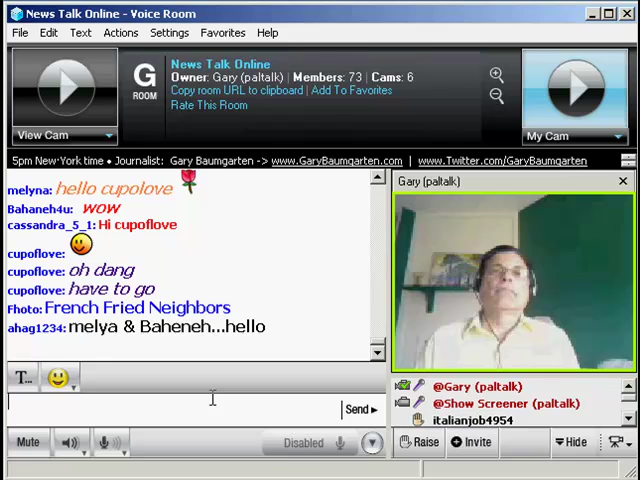 News Talk Online - Voice Room
File Edit Text Actions Settings Favorites Help
News Talk Online
Owner: Gary (paltalk) | Members: 73 | Cams: 6
Copy room URL to clipboard | Add To Favorites
Rate This Room
G
ROOM
View Cam
My Cam
5pm New York time • Journalist: Gary Baumgarten -> www.GaryBaumgarten.com | www.Twitter.com/GaryBaumgarten
melyna: hello cupolove
Bahaneh4u: WOW
cassandra_5_1: Hi cupoflove
cupoflove:
cupoflove: oh dang
cupoflove: have to go
Fhoto: French Fried Neighbors
ahag1234: melya & Baheneh...hello
Gary (paltalk)
@Gary (paltalk)
@Show Screener (paltalk)
italianjob4954
T...
Send
Mute
Disabled
Raise
Invite
Hide